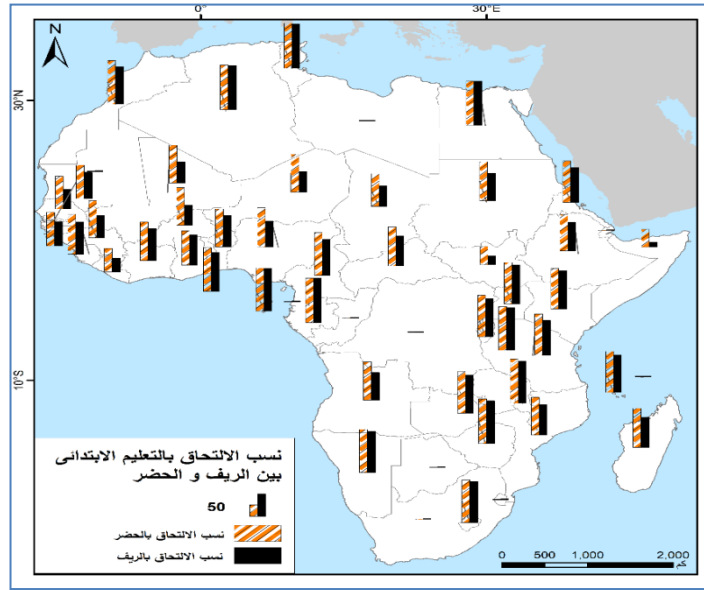 0°
30°E
N
30°N
10°S
نسب الالتحاق بالتعليم الابتدائى
بين الريف و الحضر
50
نسب الالتحاق بالحضر
نسب الالتحاق بالريف
0 500 1,000 2,000
كم